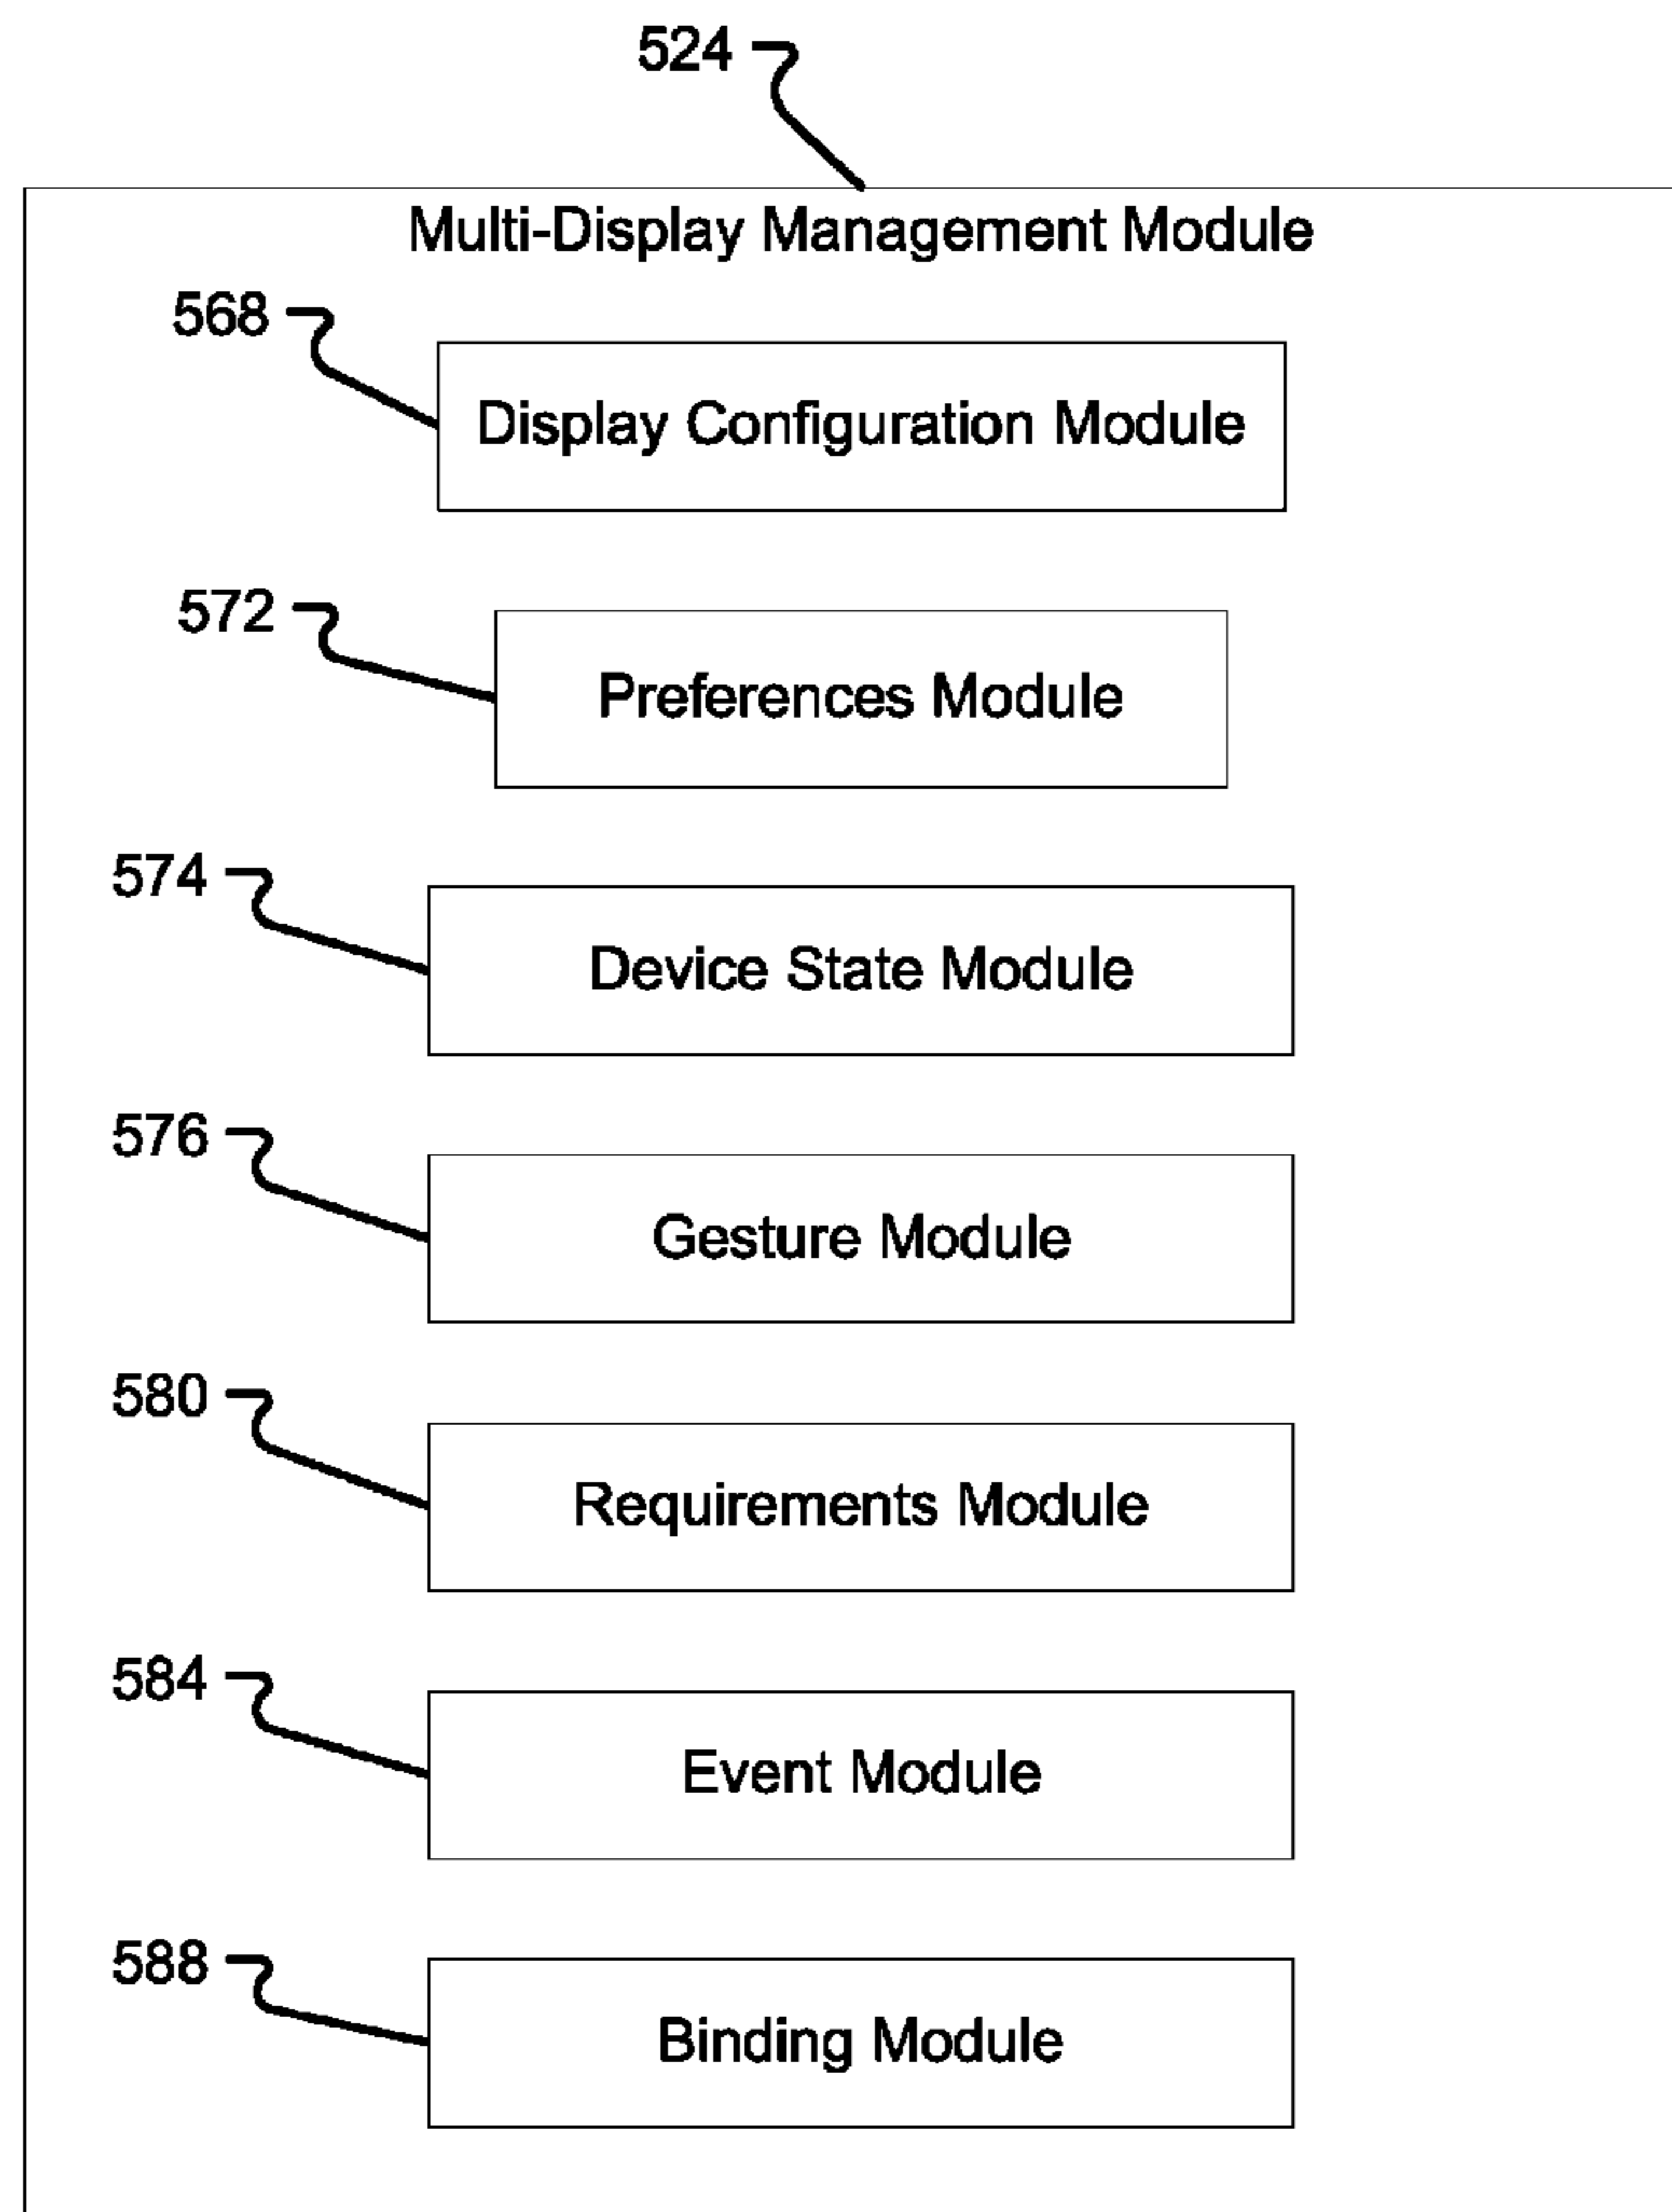 524
Multi-Display Management Module
568
Display Configuration Module
572
Preferences Module
574
Device State Module
576
Gesture Module
580
Requirements Module
584
Event Module
588
Binding Module